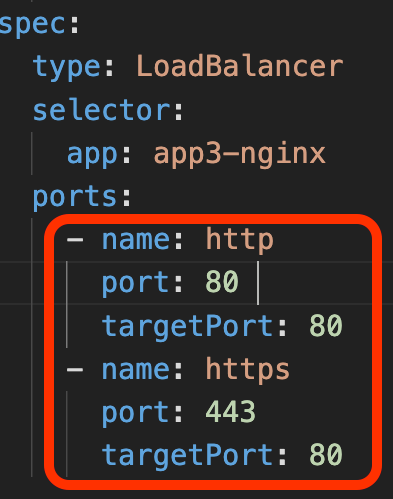 spec:
  type: LoadBalancer
  selector:
    app: app3-nginx
  ports:
    - name: http
      port: 80
      targetPort: 80
    - name: https
      port: 443
      targetPort: 80